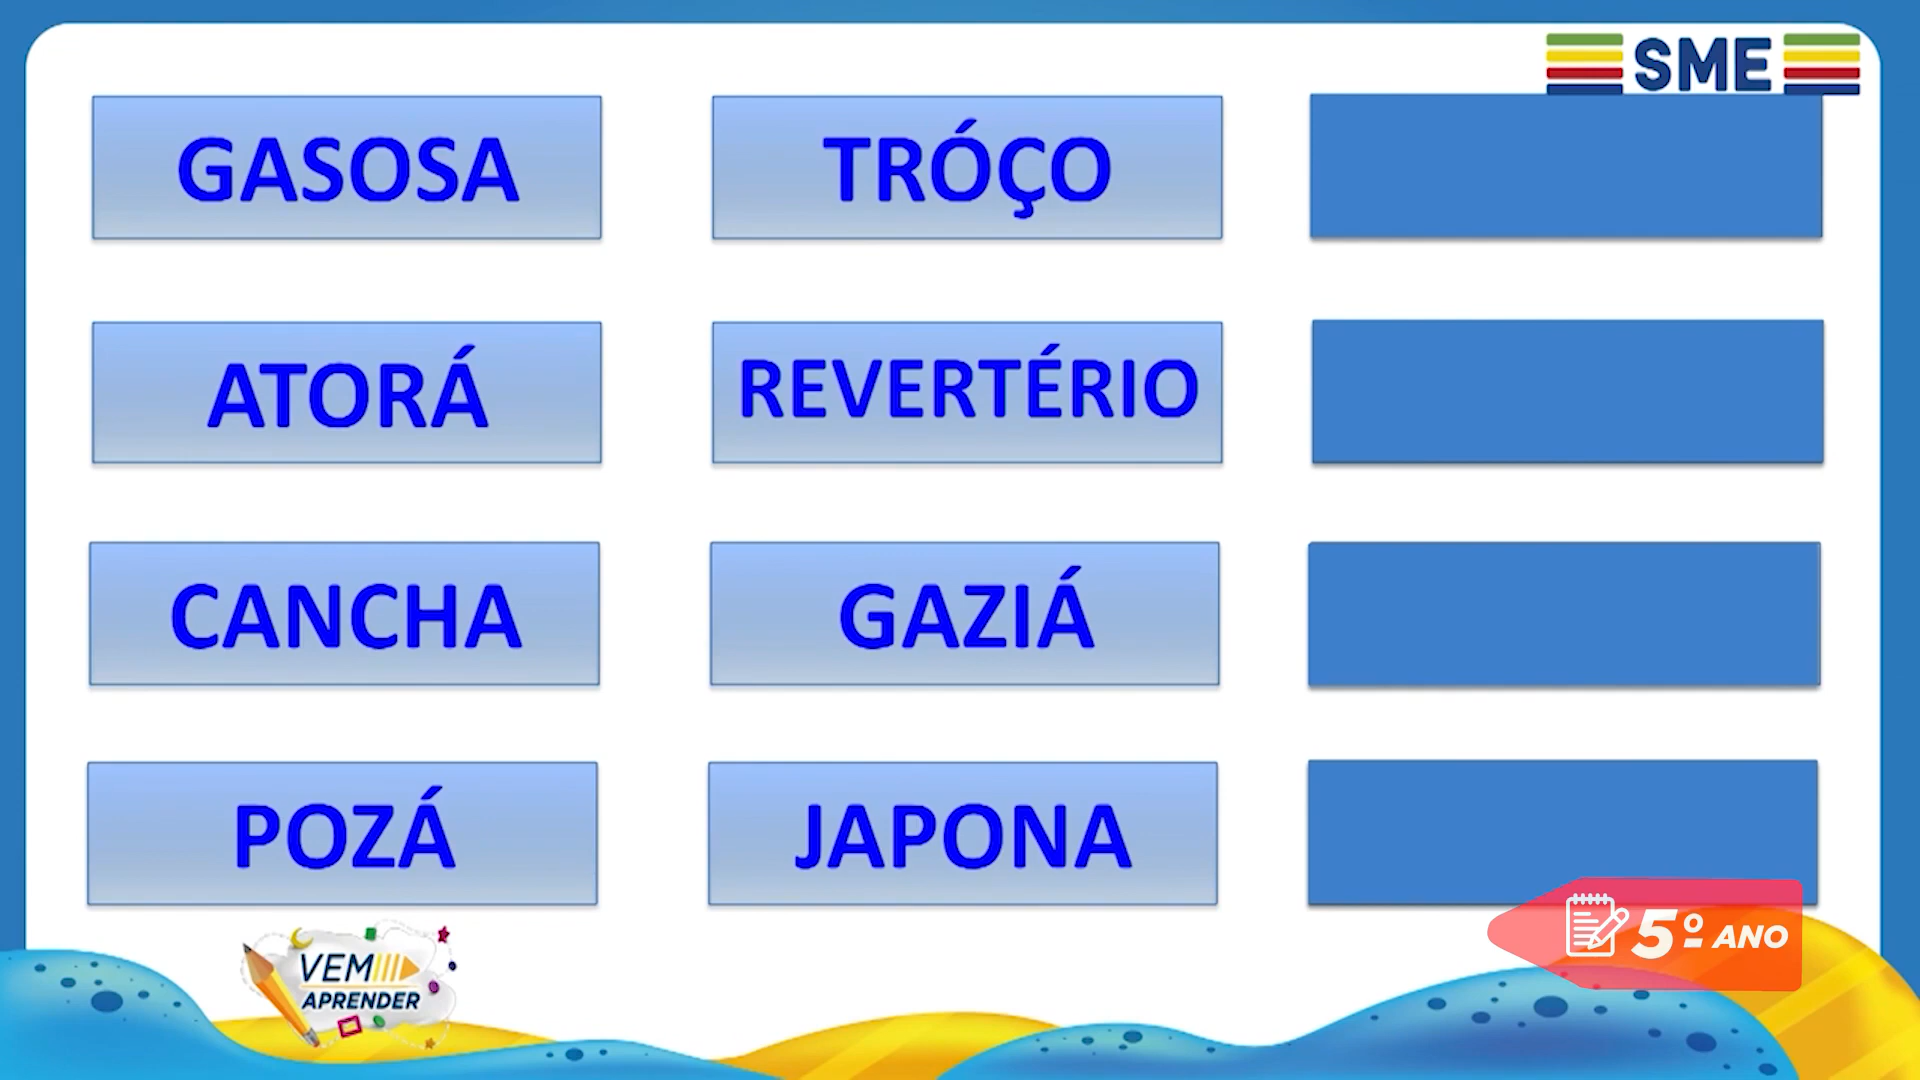 SME
GASOSA
TRÓÇO
ATORÁ
REVERTÉRIO
CANCHA
GAZIÁ
POZÁ
JAPONA
VEM
APRENDER
5º ANO